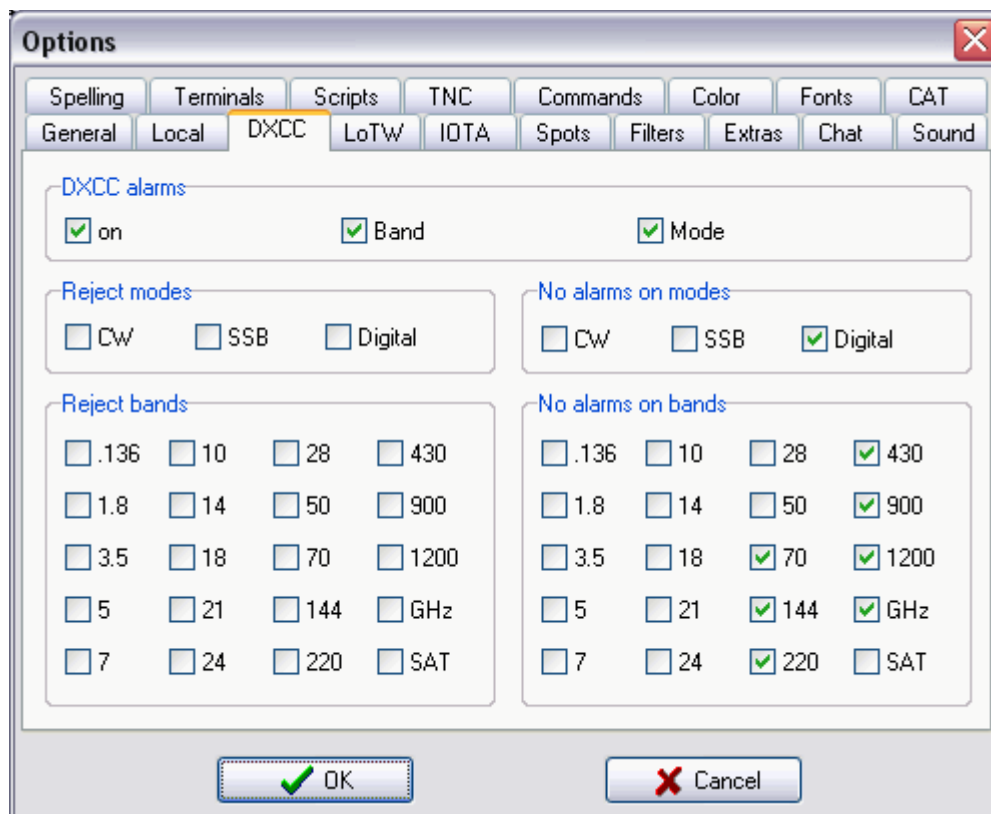 Options
Spelling Terminals Scripts TNC Commands Color Fonts CAT
General Local DXCC LoTW IOTA Spots Filters Extras Chat Sound
DXCC alarms
on Band Mode
Reject modes No alarms on modes
CW SSB Digital CW SSB Digital
Reject bands No alarms on bands
.136 10 28 430 .136 10 28 430
1.8 14 50 900 1.8 14 50 900
3.5 18 70 1200 3.5 18 70 1200
5 21 144 GHz 5 21 144 GHz
7 24 220 SAT 7 24 220 SAT
OK Cancel